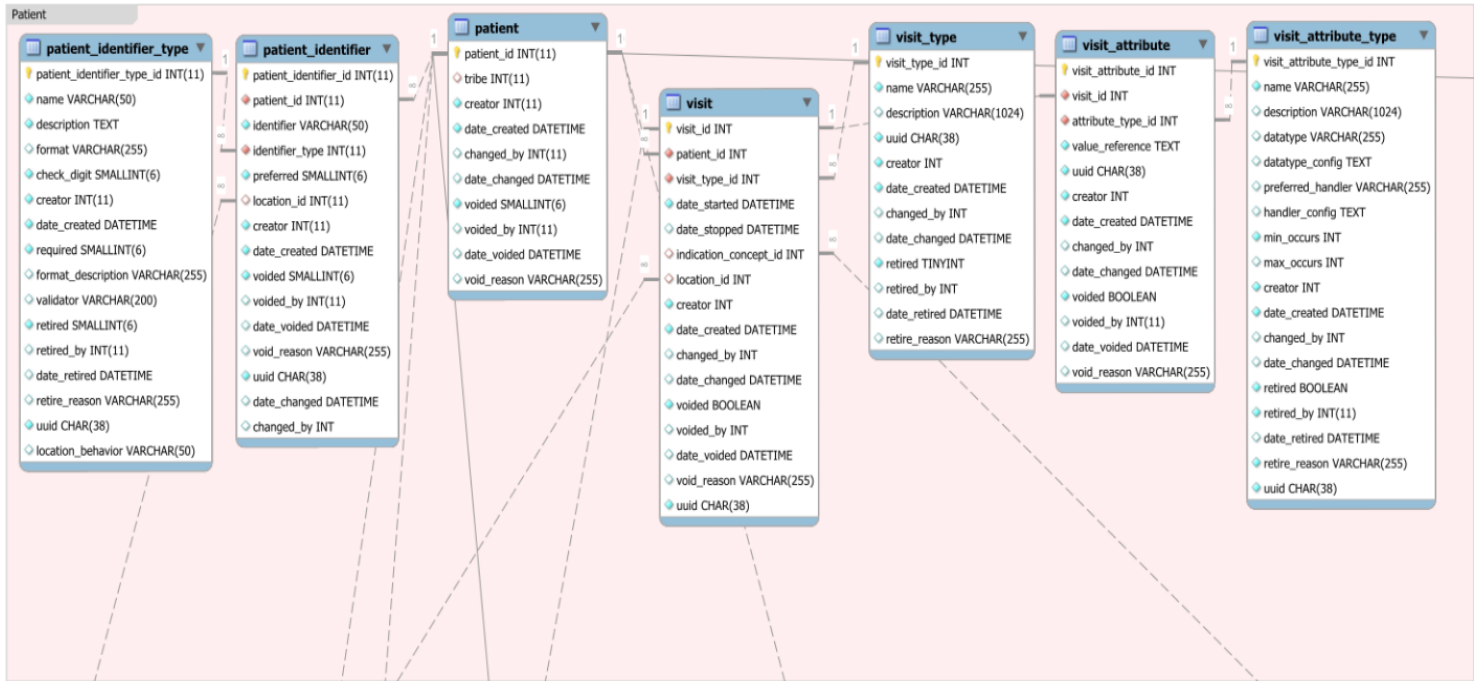 Patient
patient_identifier_type
patient_identifier_type_id INT(11)
name VARCHAR(50)
description TEXT
format VARCHAR(255)
check_digit SMALLINT(6)
creator INT(11)
date_created DATETIME
required SMALLINT(6)
format_description VARCHAR(255)
validator VARCHAR(200)
retired SMALLINT(6)
retired_by INT(11)
date_retired DATETIME
retire_reason VARCHAR(255)
uuid CHAR(38)
location_behavior VARCHAR(50)
1
∞
∞
patient_identifier
patient_identifier_id INT(11)
patient_id INT(11)
identifier VARCHAR(50)
identifier_type INT(11)
preferred SMALLINT(6)
location_id INT(11)
creator INT(11)
date_created DATETIME
voided SMALLINT(6)
voided_by INT(11)
date_voided DATETIME
void_reason VARCHAR(255)
uuid CHAR(38)
date_changed DATETIME
changed_by INT
1
∞
patient
patient_id INT(11)
tribe INT(11)
creator INT(11)
date_created DATETIME
changed_by INT(11)
date_changed DATETIME
voided SMALLINT(6)
voided_by INT(11)
date_voided DATETIME
void_reason VARCHAR(255)
1
1
∞
∞
visit
visit_id INT
patient_id INT
visit_type_id INT
date_started DATETIME
date_stopped DATETIME
indication_concept_id INT
location_id INT
creator INT
date_created DATETIME
changed_by INT
date_changed DATETIME
voided BOOLEAN
voided_by INT
date_voided DATETIME
void_reason VARCHAR(255)
uuid CHAR(38)
1
1
∞
∞
visit_type
visit_type_id INT
name VARCHAR(255)
description VARCHAR(1024)
uuid CHAR(38)
creator INT
date_created DATETIME
changed_by INT
date_changed DATETIME
retired TINYINT
retired_by INT
date_retired DATETIME
retire_reason VARCHAR(255)
∞
visit_attribute
visit_attribute_id INT
visit_id INT
attribute_type_id INT
value_reference TEXT
uuid CHAR(38)
creator INT
date_created DATETIME
changed_by INT
date_changed DATETIME
voided BOOLEAN
voided_by INT(11)
date_voided DATETIME
void_reason VARCHAR(255)
1
∞
visit_attribute_type
visit_attribute_type_id INT
name VARCHAR(255)
description VARCHAR(1024)
datatype VARCHAR(255)
datatype_config TEXT
preferred_handler VARCHAR(255)
handler_config TEXT
min_occurs INT
max_occurs INT
creator INT
date_created DATETIME
changed_by INT
date_changed DATETIME
retired BOOLEAN
retired_by INT(11)
date_retired DATETIME
retire_reason VARCHAR(255)
uuid CHAR(38)